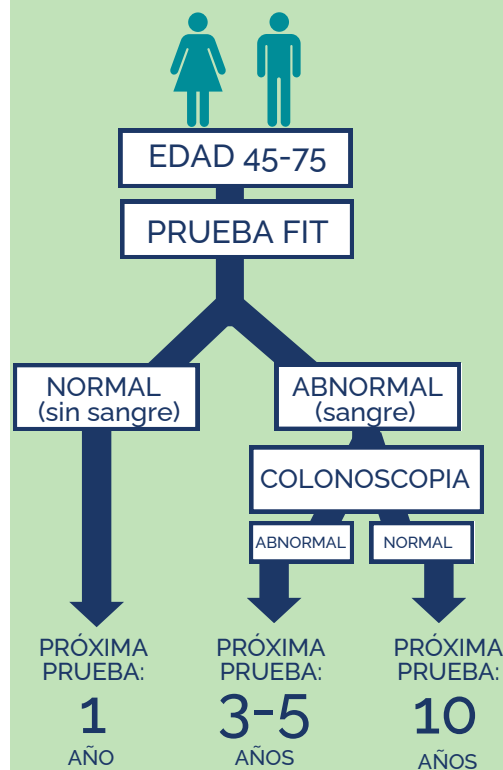 EDAD 45-75
PRUEBA FIT
NORMAL
(sin sangre)
ABNORMAL
(sangre)
COLONOSCOPIA
ABNORMAL
NORMAL
PRÓXIMA
PRUEBA:
1
AÑO
PRÓXIMA
PRUEBA:
3-5
AÑOS
PRÓXIMA
PRUEBA:
10
AÑOS